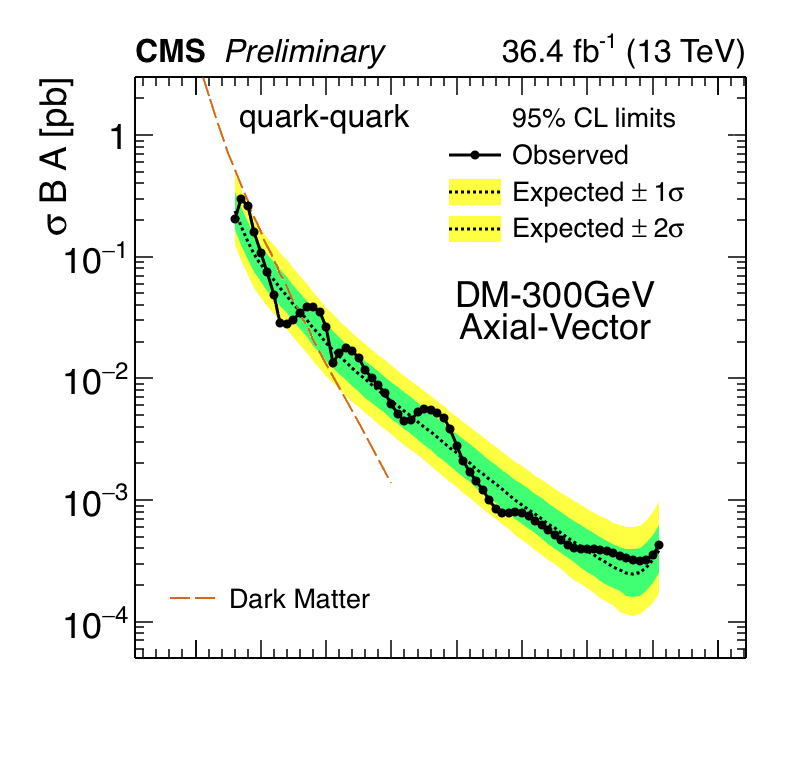 CMS Preliminary 36.4 fb⁻¹ (13 TeV)
σ B A [pb]
quark-quark
95% CL limits
Observed
Expected ± 1σ
Expected ± 2σ
DM-300GeV
Axial-Vector
1
10⁻¹
10⁻²
10⁻³
10⁻⁴
Dark Matter